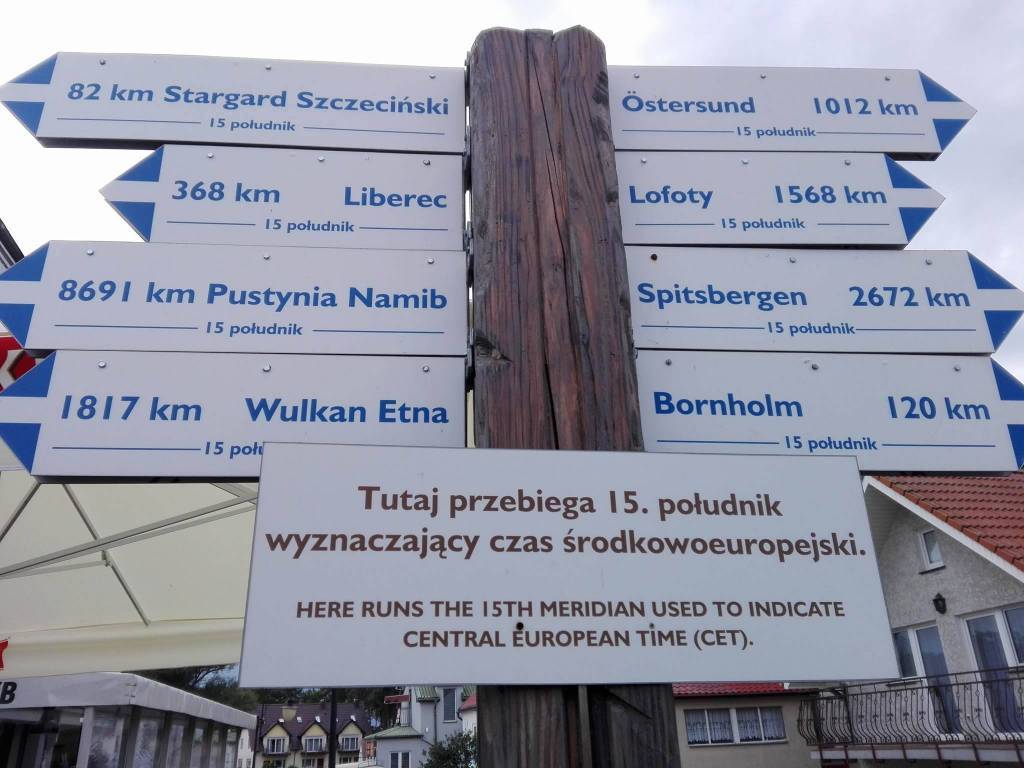 82 km Stargard Szczeciński
15 południk
368 km Liberec
15 południk
8691 km Pustynia Namib
15 południk
1817 km Wulkan Etna
15 połu
Östersund 1012 km
15 południk
Lofoty 1568 km
15 południk
Spitsbergen 2672 km
15 południk
Bornholm 120 km
15 południk
Tutaj przebiega 15. południk
wyznaczający czas środkowoeuropejski.
HERE RUNS THE 15TH MERIDIAN USED TO INDICATE
CENTRAL EUROPEAN TIME (CET).